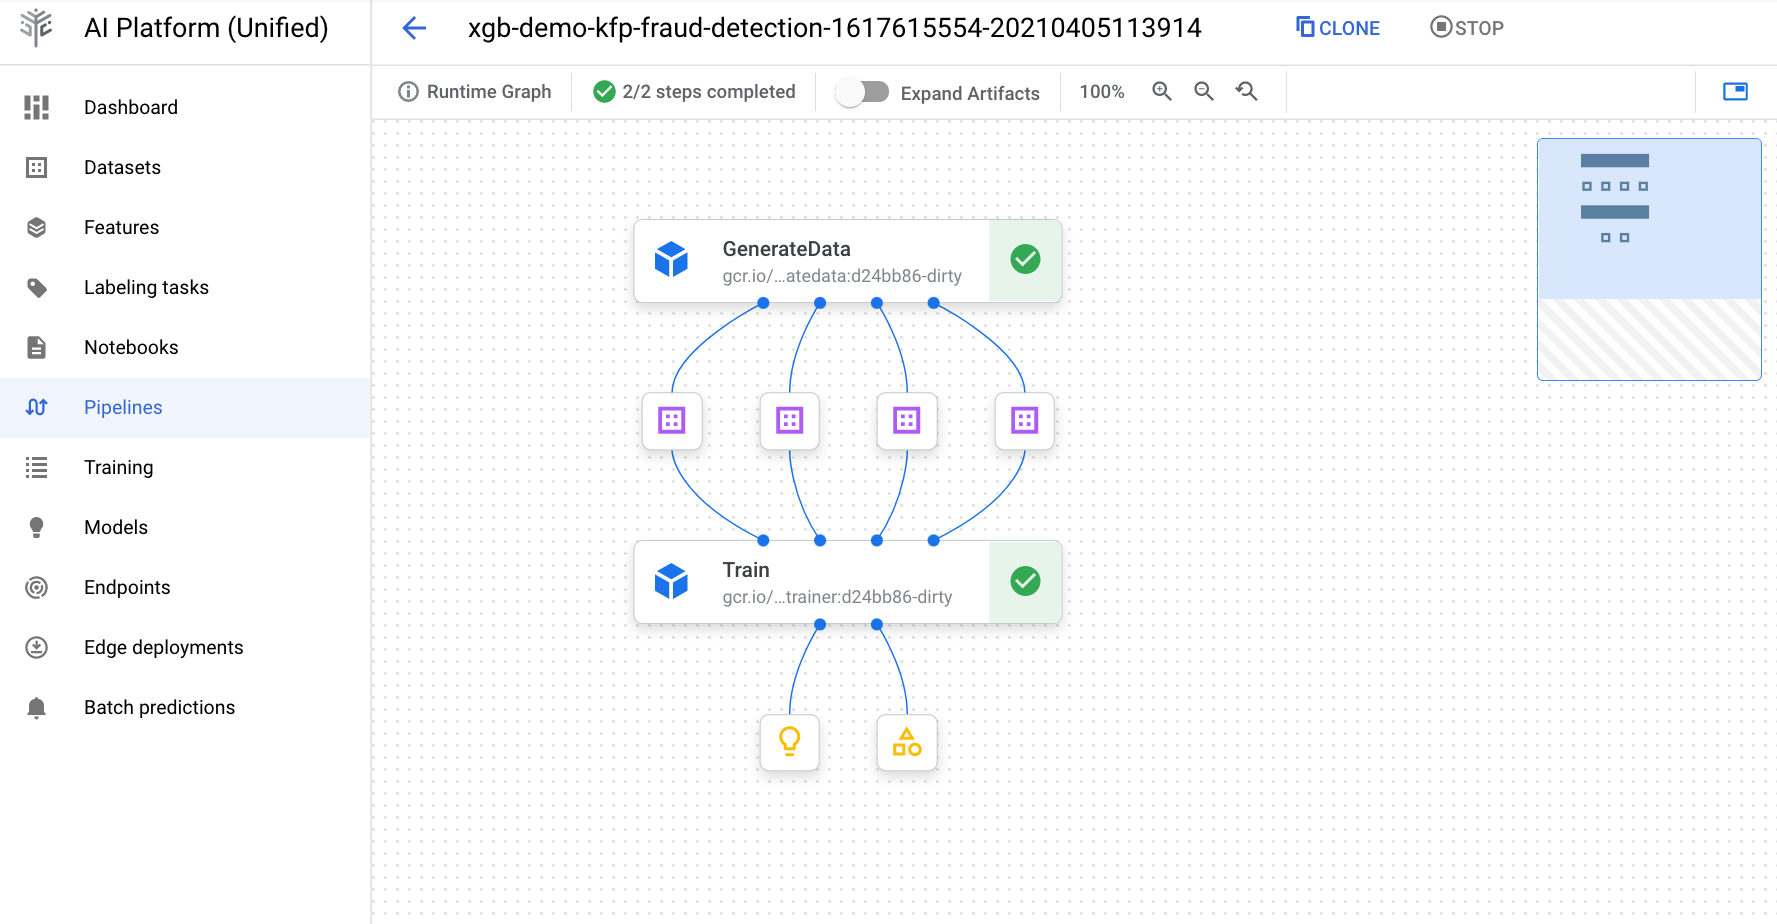 AI Platform (Unified)
xgb-demo-kfp-fraud-detection-1617615554-20210405113914
CLONE
STOP
Runtime Graph
2/2 steps completed
Expand Artifacts
100%
Dashboard
Datasets
Features
Labeling tasks
Notebooks
Pipelines
Training
Models
Endpoints
Edge deployments
Batch predictions
GenerateData
gcr.io/...atedata:d24bb86-dirty
Train
gcr.io/...trainer:d24bb86-dirty